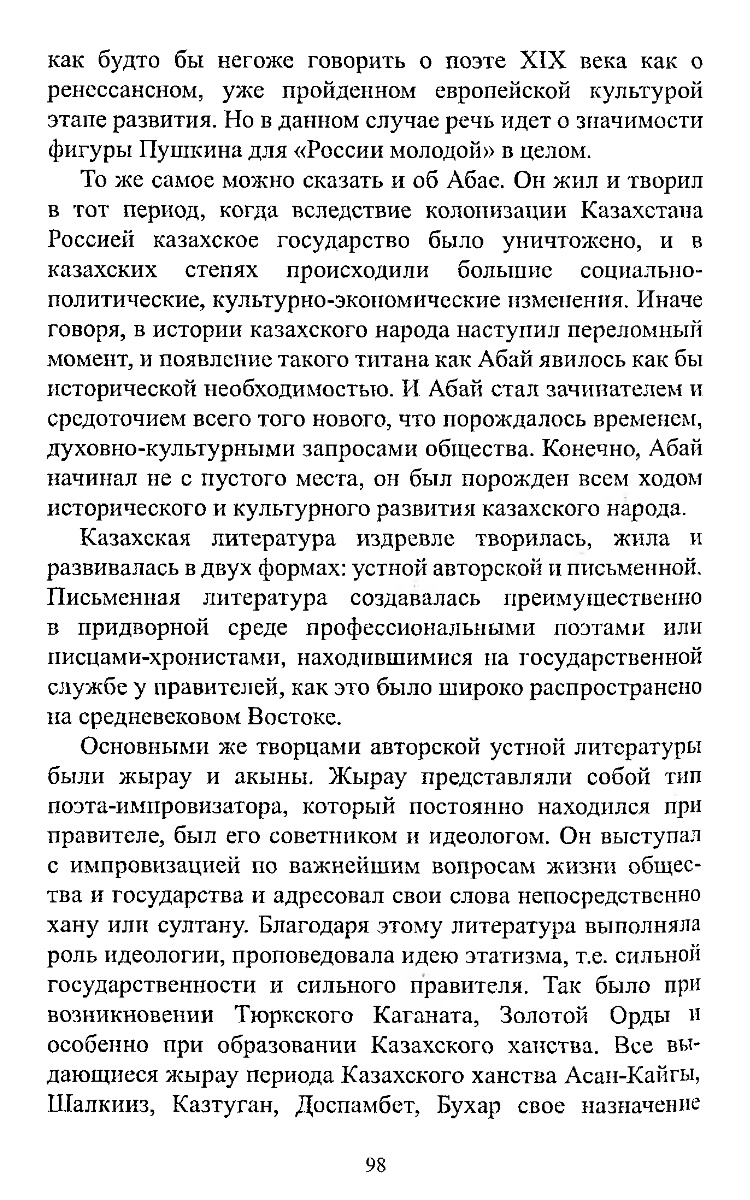 как будто бы негоже говорить о поэте XIX века как о
ренессансном, уже пройденном европейской культурой
этапе развития. Но в данном случае речь идет о значимости
фигуры Пушкина для «России молодой» в целом.
То же самое можно сказать и об Абае. Он жил и творил
в тот период, когда вследствие колонизации Казахстана
Россией казахское государство было уничтожено, и в
казахских степях происходили большие социально-
политические, культурно-экономические изменения. Иначе
говоря, в истории казахского народа наступил переломный
момент, и появление такого титана как Абай явилось как бы
исторической необходимостью. И Абай стал зачинателем и
средоточием всего того нового, что порождалось временем,
духовно-культурными запросами общества. Конечно, Абай
начинал не с пустого места, он был порожден всем ходом
исторического и культурного развития казахского народа.
Казахская литература издревле творилась, жила и
развивалась в двух формах: устной авторской и письменной.
Письменная литература создавалась преимущественно
в придворной среде профессиональными поэтами или
писцами-хронистами, находившимися на государственной
службе у правителей, как это было широко распространено
на средневековом Востоке.
Основными же творцами авторской устной литературы
были жырау и акыны. Жырау представляли собой тип
поэта-импровизатора, который постоянно находился при
правителе, был его советником и идеологом. Он выступал
с импровизацией по важнейшим вопросам жизни общес-
тва и государства и адресовал свои слова непосредственно
хану или султану. Благодаря этому литература выполняла
роль идеологии, проповедовала идею этатизма, т.е. сильной
государственности и сильного правителя. Так было при
возникновении Тюркского Каганата, Золотой Орды и
особенно при образовании Казахского ханства. Все вы-
дающиеся жырау периода Казахского ханства Асан-Кайгы,
Шалкииз, Казтуган, Доспамбет, Бухар свое назначение
98